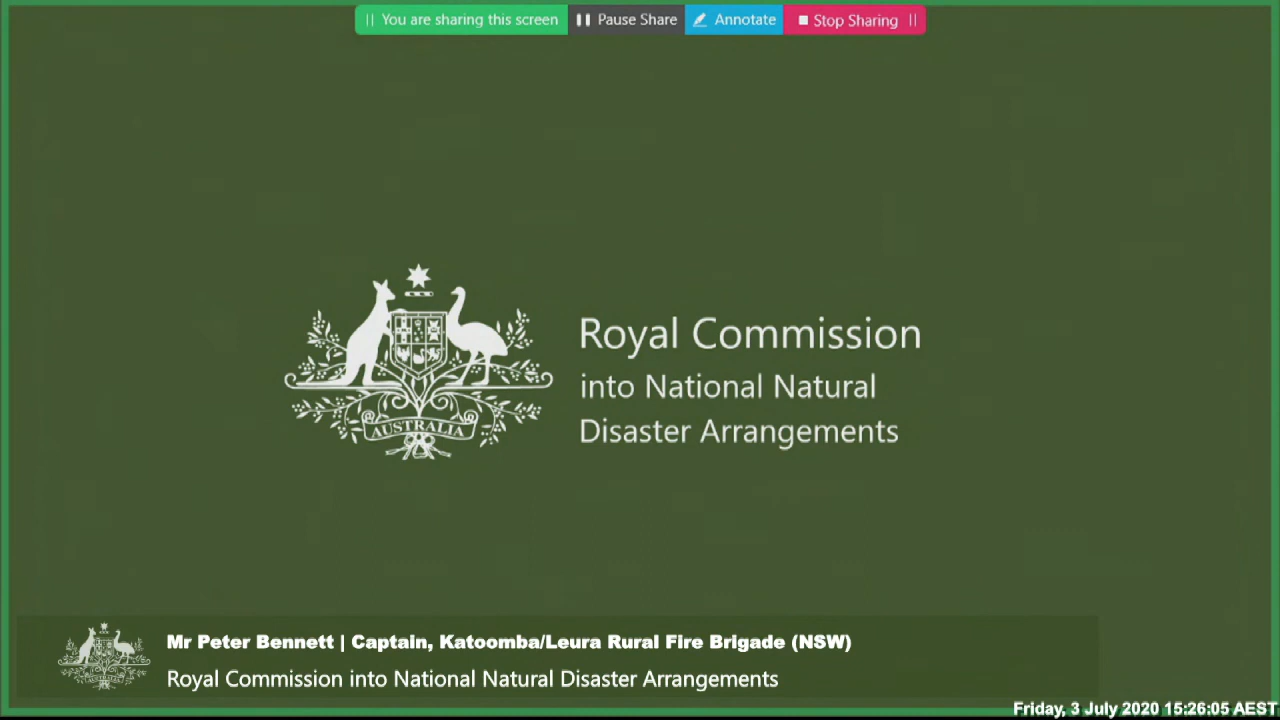 You are sharing this screen Pause Share Annotate Stop Sharing
Royal Commission
into National Natural
Disaster Arrangements
AUSTRALIA
Mr Peter Bennett | Captain, Katoomba/Leura Rural Fire Brigade (NSW)
Royal Commission into National Natural Disaster Arrangements
Friday, 3 July 2020 15:26:05 AEST